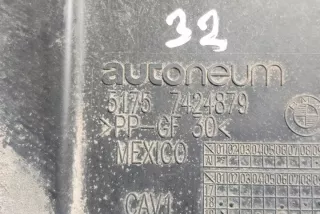 32
autoneum
5175 7424879
>PP-GF 30<
MEXICO
CAV1